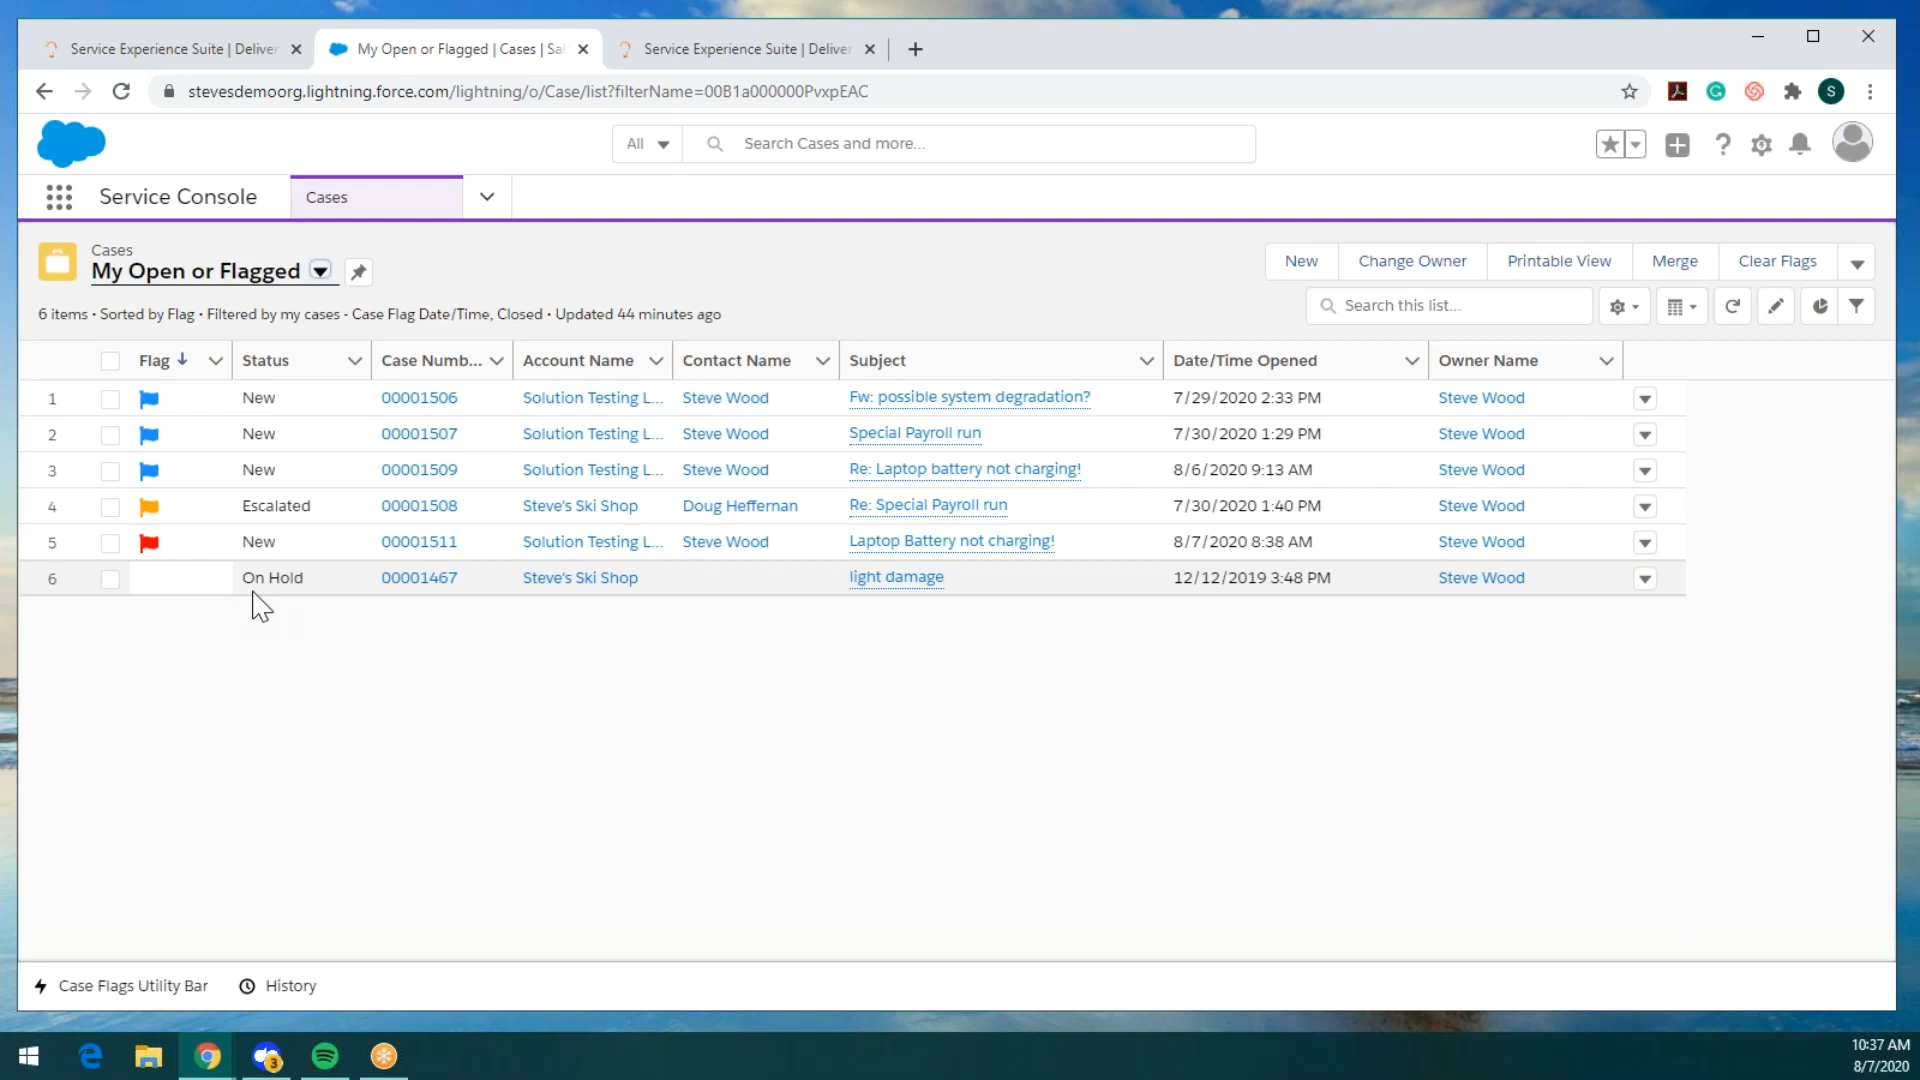 Service Experience Suite | Deliver
My Open or Flagged | Cases | Sal
Service Experience Suite | Deliver
stevesdemoorg.lightning.force.com/lightning/o/Case/list?filterName=00B1a000000PvxpEAC
S
All
Search Cases and more...
Service Console
Cases
Cases
My Open or Flagged
New
Change Owner
Printable View
Merge
Clear Flags
6 items • Sorted by Flag • Filtered by my cases - Case Flag Date/Time, Closed • Updated 44 minutes ago
Search this list...
Flag Status Case Numb... Account Name Contact Name Subject Date/Time Opened Owner Name
1 New 00001506 Solution Testing L... Steve Wood Fw: possible system degradation? 7/29/2020 2:33 PM Steve Wood
2 New 00001507 Solution Testing L... Steve Wood Special Payroll run 7/30/2020 1:29 PM Steve Wood
3 New 00001509 Solution Testing L... Steve Wood Re: Laptop battery not charging! 8/6/2020 9:13 AM Steve Wood
4 Escalated 00001508 Steve's Ski Shop Doug Heffernan Re: Special Payroll run 7/30/2020 1:40 PM Steve Wood
5 New 00001511 Solution Testing L... Steve Wood Laptop Battery not charging! 8/7/2020 8:38 AM Steve Wood
6 On Hold 00001467 Steve's Ski Shop light damage 12/12/2019 3:48 PM Steve Wood
Case Flags Utility Bar
History
3
10:37 AM
8/7/2020